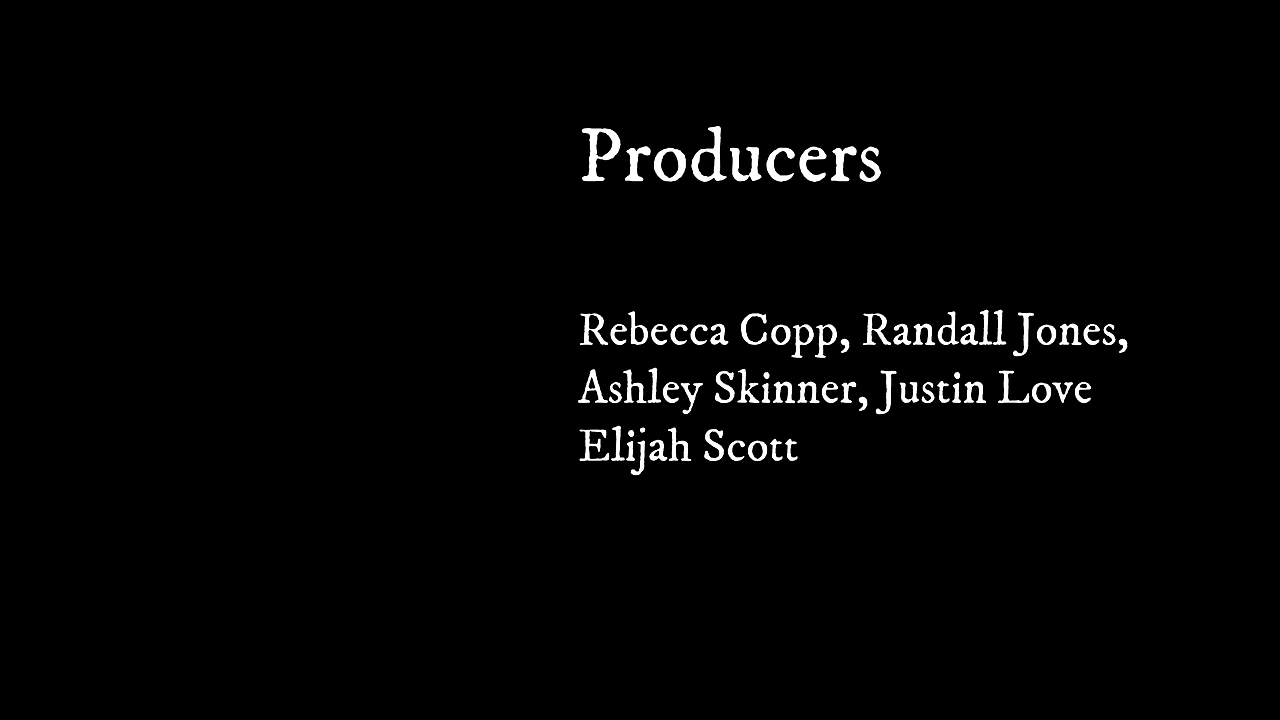 Producers
Rebecca Copp, Randall Jones,
Ashley Skinner, Justin Love
Elijah Scott